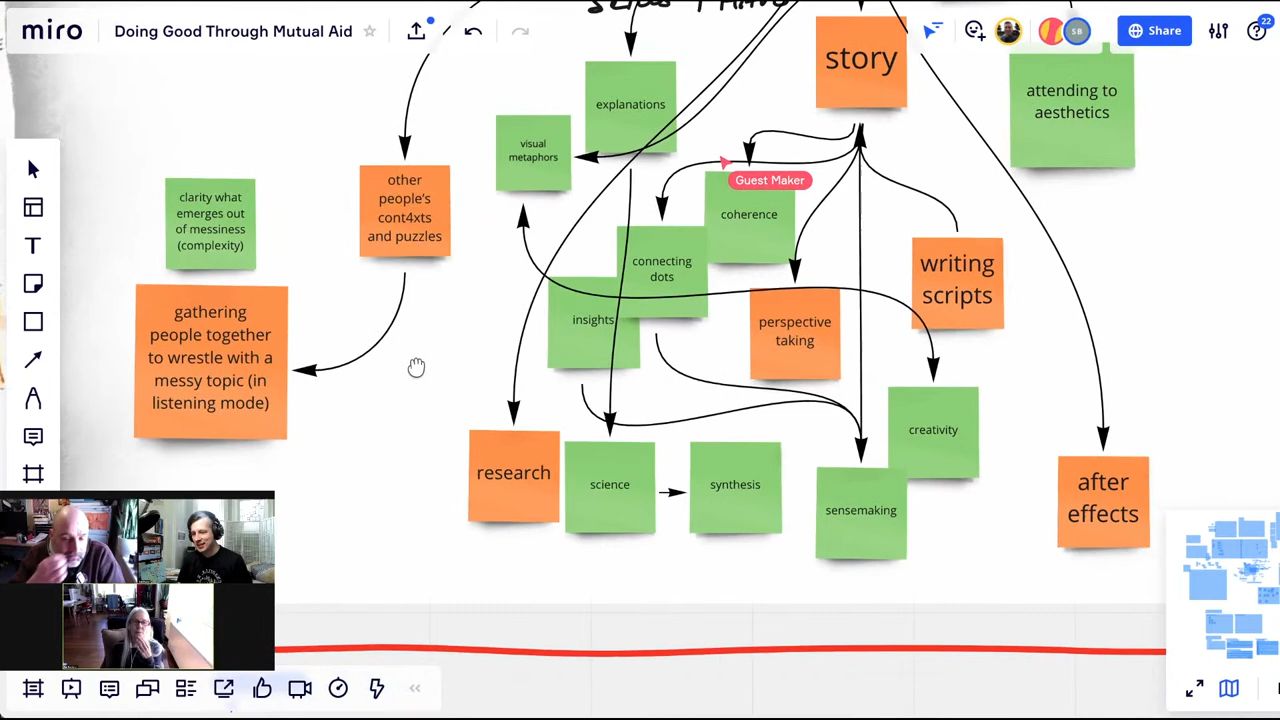 miro
Doing Good Through Mutual Aid
SB
Share
22
story
explanations
attending to
aesthetics
visual
metaphors
Guest Maker
other
people's
cont4xts
and puzzles
clarity what
emerges out
of messiness
(complexity)
coherence
connecting
dots
writing
scripts
gathering
people together
to wrestle with a
messy topic (in
listening mode)
insights
perspective
taking
creativity
research
science
synthesis
sensemaking
after
effects